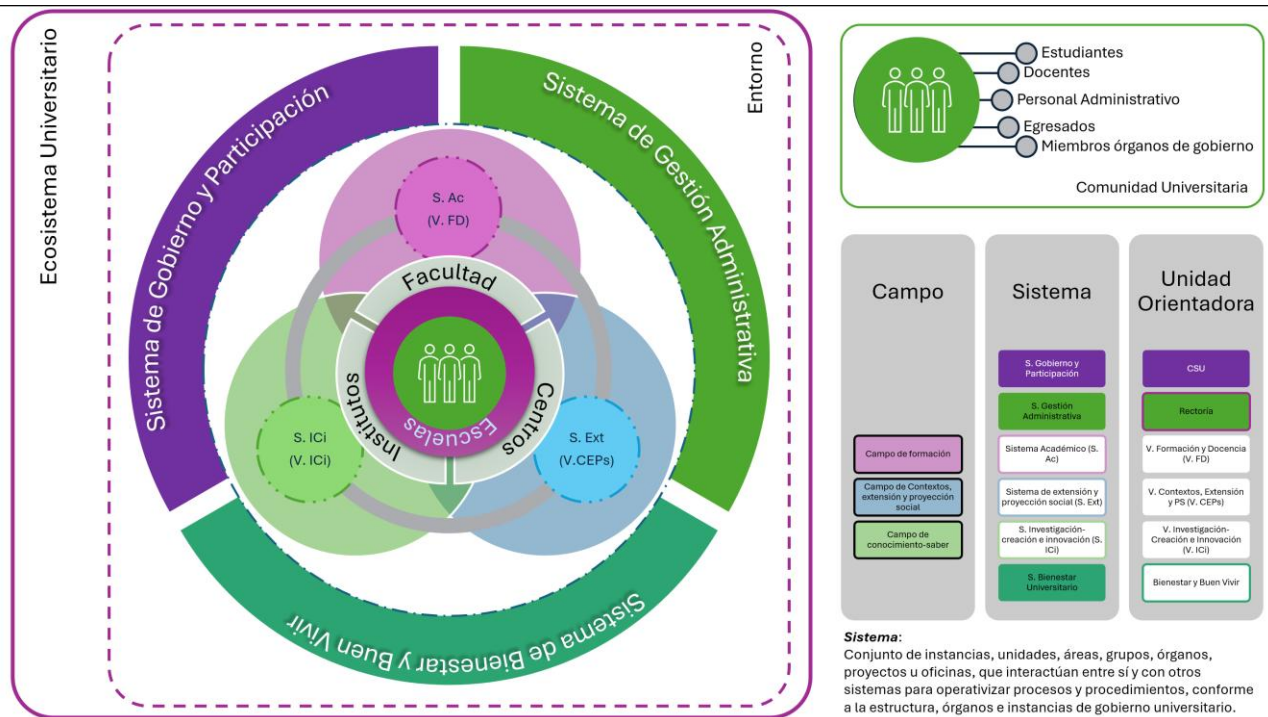 Ecosistema Universitario
Entorno
Sistema de Gobierno y Participación
Sistema de Gestión Administrativa
Sistema de Bienestar y Buen Vivir
S. Ac
(V. FD)
Facultad
Institutos
Centros
Escuelas
S. ICi
(V. ICi)
S. Ext
(V.CEPs)
Estudiantes
Docentes
Personal Administrativo
Egresados
Miembros órganos de gobierno
Comunidad Universitaria
Campo
Campo de formación
Campo de Contextos,
extensión y proyección
social
Campo de
conocimiento-saber
Sistema
S. Gobierno y
Participación
S. Gestión
Administrativa
Sistema Académico (S.
Ac)
Sistema de extensión y
proyección social (S. Ext)
S. Investigación-
creación e innovación (S.
ICi)
S. Bienestar
Universitario
Unidad
Orientadora
CSU
Rectoría
V. Formación y Docencia
(V. FD)
V. Contextos, Extensión
y PS (V. CEPs)
V. Investigación-
Creación e Innovación
(V. ICi)
Bienestar y Buen Vivir
Sistema:
Conjunto de instancias, unidades, áreas, grupos, órganos,
proyectos u oficinas, que interactúan entre sí y con otros
sistemas para operativizar procesos y procedimientos, conforme
a la estructura, órganos e instancias de gobierno universitario.